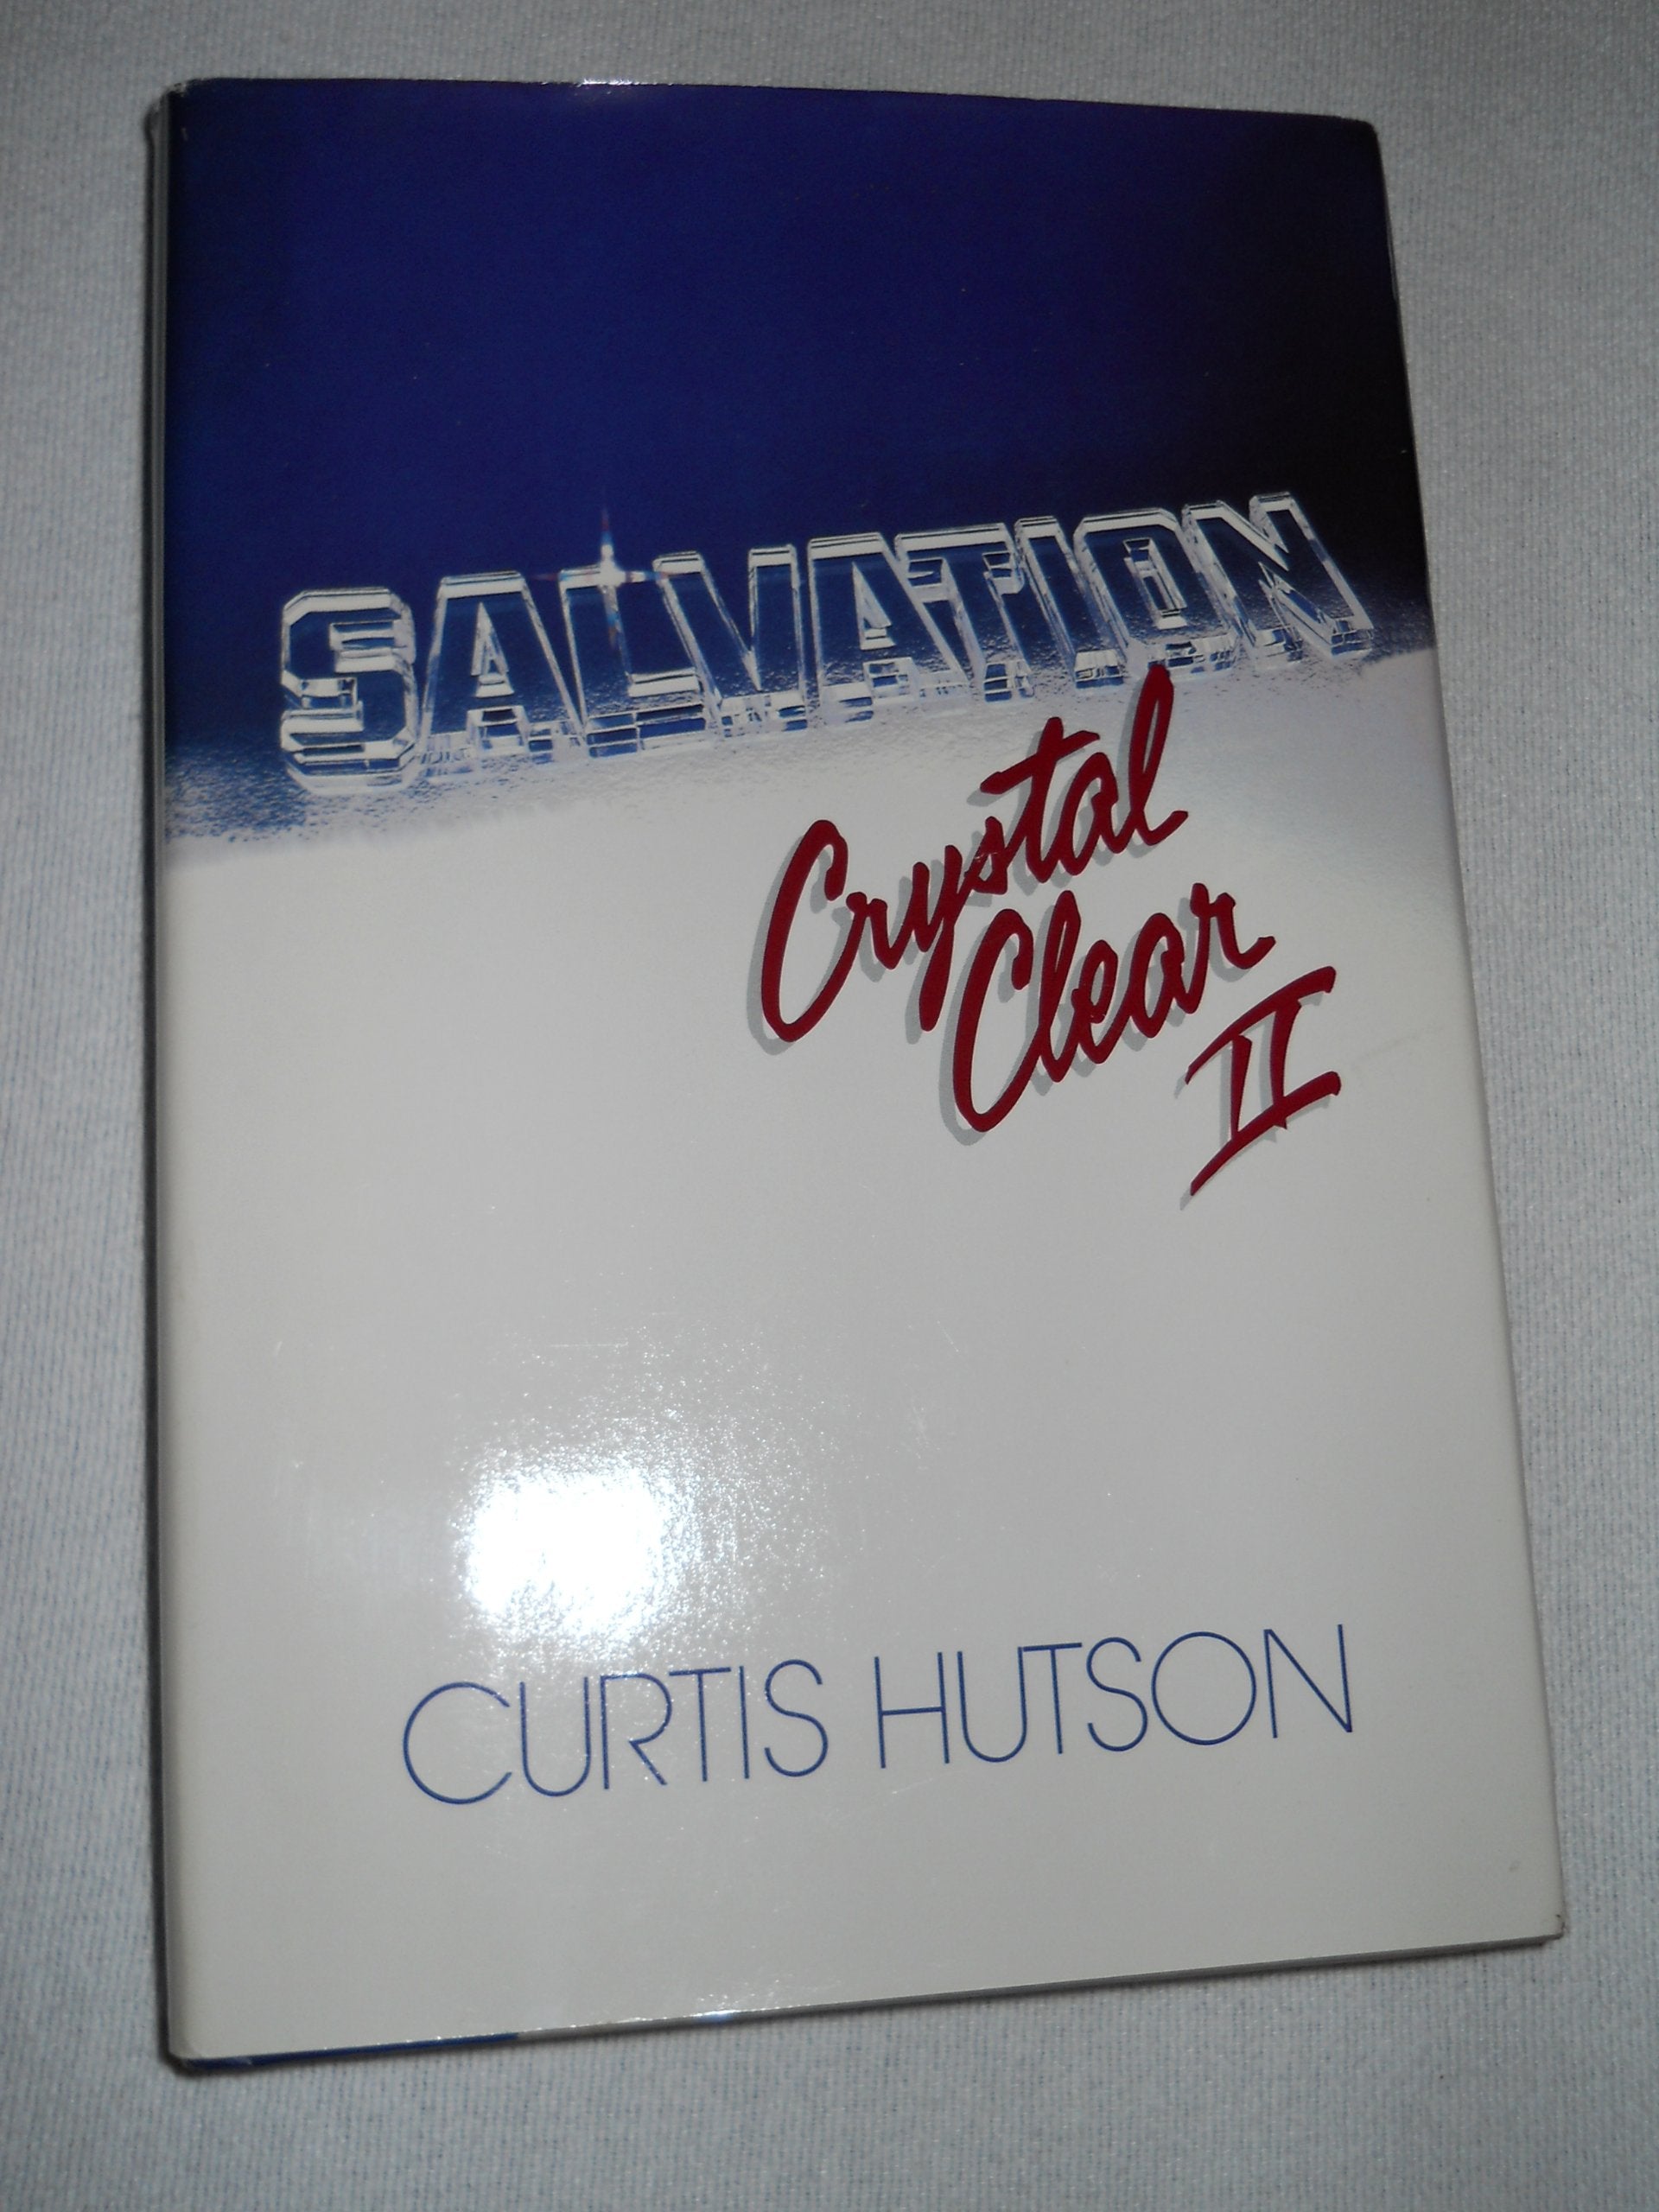 SALVATION
Crystal
Clear
II
CURTIS HUTSON